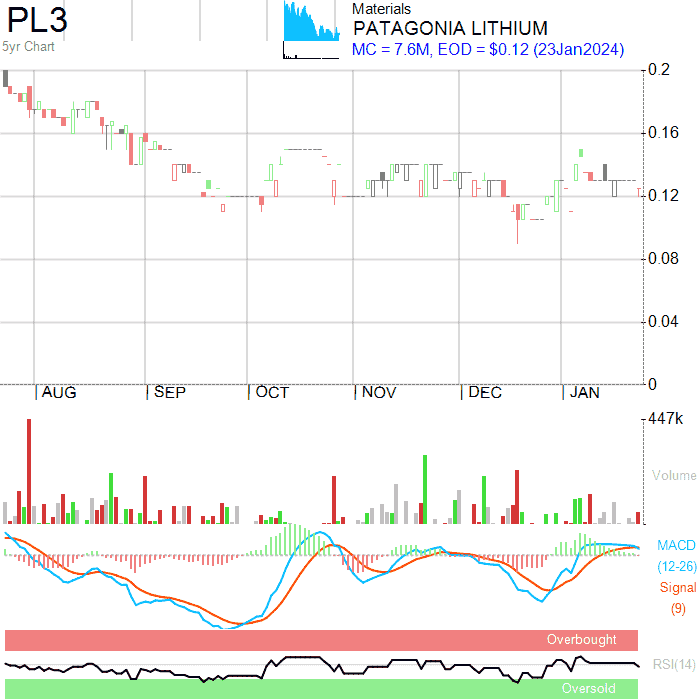 PL3
5yr Chart
Materials
PATAGONIA LITHIUM
MC = 7.6M, EOD = $0.12 (23Jan2024)
0.2
0.16
0.12
0.08
0.04
0
AUG SEP OCT NOV DEC JAN
447k
Volume
MACD
(12-26)
Signal
(9)
Overbought
RSI(14)
Oversold